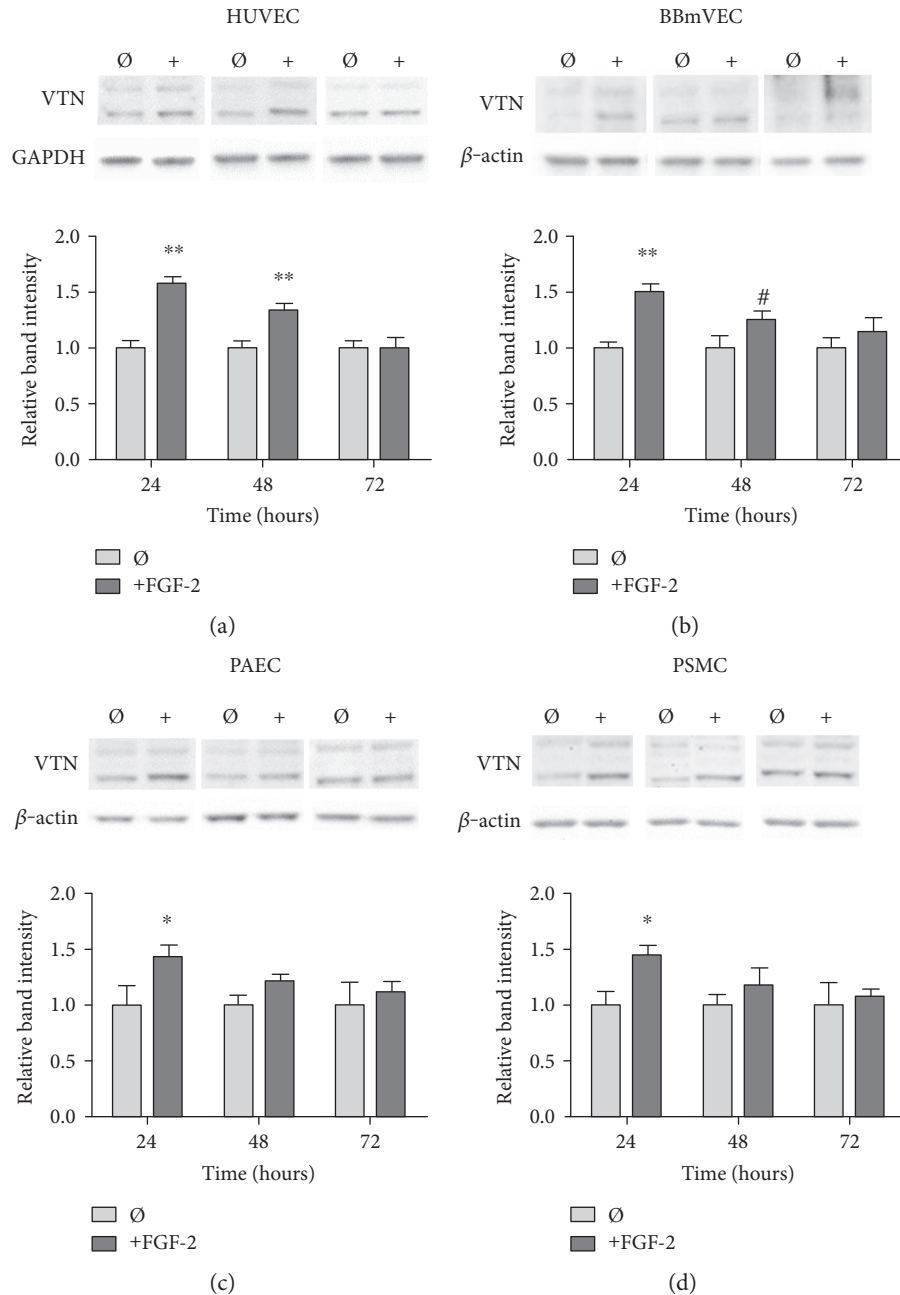 HUVEC
Ø + Ø + Ø +
VTN
GAPDH
2.0
1.5
1.0
0.5
0.0
Relative band intensity
** **
24 48 72
Time (hours)
Ø
+FGF-2
(a)
BBmVEC
Ø + Ø + Ø +
VTN
β-actin
2.0
1.5
1.0
0.5
0.0
Relative band intensity
** #
24 48 72
Time (hours)
Ø
+FGF-2
(b)
PAEC
Ø + Ø + Ø +
VTN
β-actin
2.0
1.5
1.0
0.5
0.0
Relative band intensity
*
24 48 72
Time (hours)
Ø
+FGF-2
(c)
PSMC
Ø + Ø + Ø +
VTN
β-actin
2.0
1.5
1.0
0.5
0.0
Relative band intensity
*
24 48 72
Time (hours)
Ø
+FGF-2
(d)